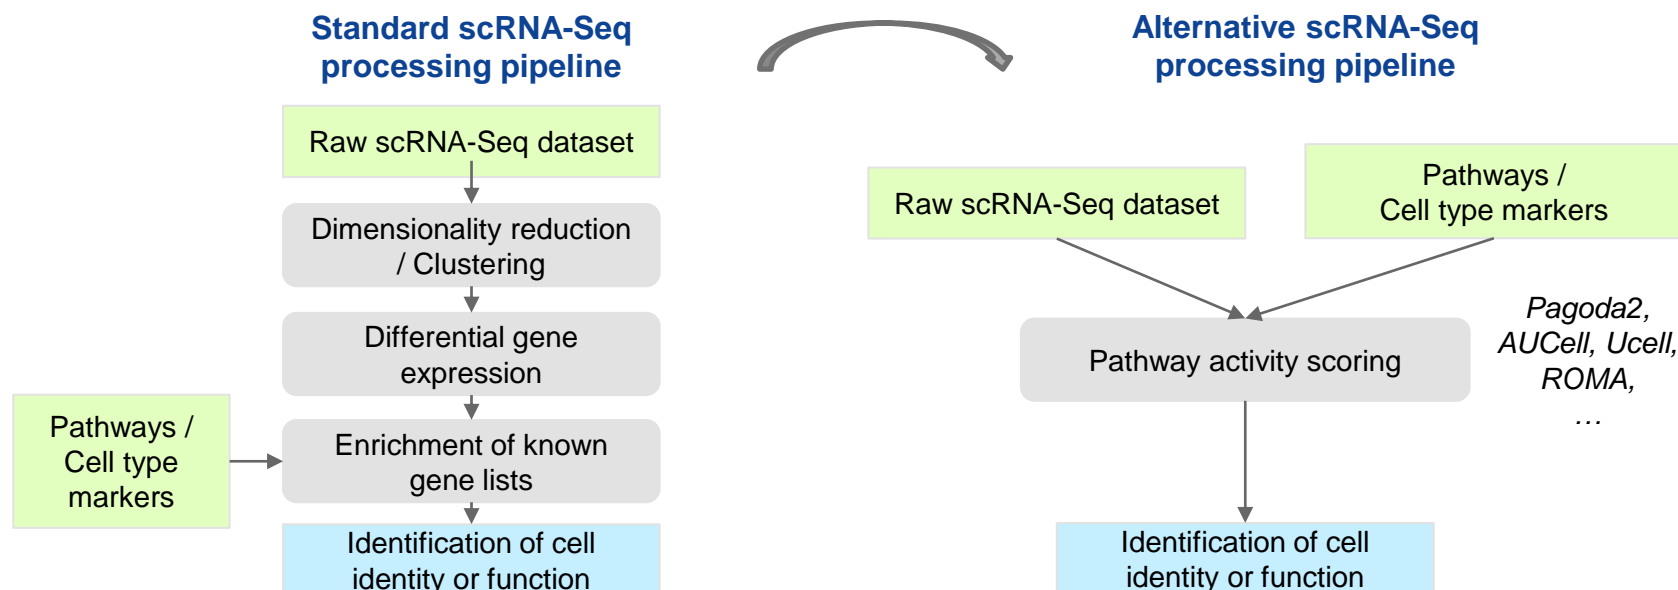 Standard scRNA-Seq
processing pipeline
Raw scRNA-Seq dataset
Dimensionality reduction
/ Clustering
Differential gene
expression
Pathways /
Cell type
markers
Enrichment of known
gene lists
Identification of cell
identity or function
Alternative scRNA-Seq
processing pipeline
Raw scRNA-Seq dataset
Pathways /
Cell type markers
Pathway activity scoring
Pagoda2,
AUCell, Ucell,
ROMA,
…
Identification of cell
identity or function